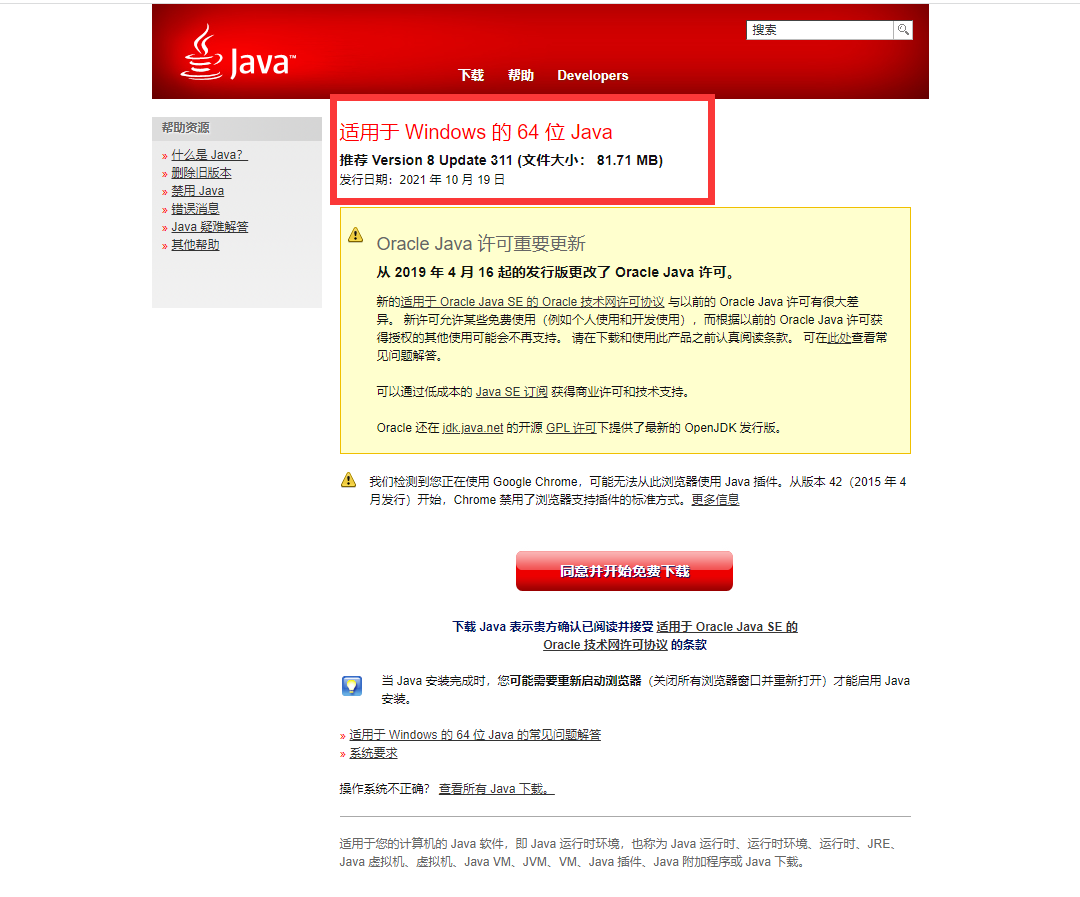 Java™
搜索
下载 帮助 Developers
帮助资源
» 什么是 Java?
» 删除旧版本
» 禁用 Java
» 错误消息
» Java 疑难解答
» 其他帮助
适用于 Windows 的 64 位 Java
推荐 Version 8 Update 311 (文件大小： 81.71 MB)
发行日期：2021 年 10 月 19 日
Oracle Java 许可重要更新
从 2019 年 4 月 16 起的发行版更改了 Oracle Java 许可。
新的适用于 Oracle Java SE 的 Oracle 技术网许可协议 与以前的 Oracle Java 许可有很大差
异。 新许可允许某些免费使用（例如个人使用和开发使用），而根据以前的 Oracle Java 许可获
得授权的其他使用可能会不再支持。 请在下载和使用此产品之前认真阅读条款。 可在此处查看常
见问题解答。
可以通过低成本的 Java SE 订阅 获得商业许可和技术支持。
Oracle 还在 jdk.java.net 的开源 GPL 许可下提供了最新的 OpenJDK 发行版。
我们检测到您正在使用 Google Chrome，可能无法从此浏览器使用 Java 插件。从版本 42（2015 年 4
月发行）开始，Chrome 禁用了浏览器支持插件的标准方式。更多信息
同意并开始免费下载
下载 Java 表示贵方确认已阅读并接受 适用于 Oracle Java SE 的
Oracle 技术网许可协议 的条款
当 Java 安装完成时，您可能需要重新启动浏览器（关闭所有浏览器窗口并重新打开）才能启用 Java
安装。
» 适用于 Windows 的 64 位 Java 的常见问题解答
» 系统要求
操作系统不正确? 查看所有 Java 下载。
适用于您的计算机的 Java 软件，即 Java 运行时环境，也称为 Java 运行时、运行时环境、运行时、JRE、
Java 虚拟机、虚拟机、Java VM、JVM、VM、Java 插件、Java 附加程序或 Java 下载。